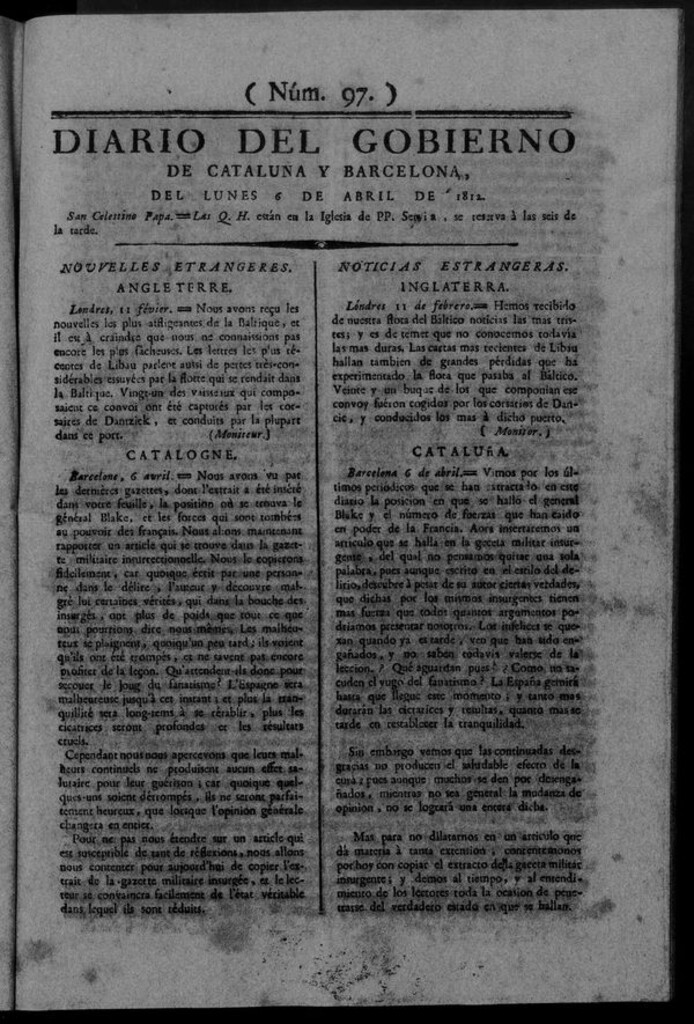 ( Núm. 97. )
DIARIO DEL GOBIERNO
DE CATALUNA Y BARCELONA,
DEL LUNES 6 DE ABRIL DE 1812.
San Celestino Papa. = Las Q. H. están en la Iglesia de PP. Servita, se reserva à las seis de
la tarde.
NOUVELLES ETRANGERES.
ANGLETERRE.
Londres, 11 février. = Nous avons reçu les
nouvelles les plus affligeantes de la Baltique, et
il eu à craindre que nous ne connaissions pas
encore les plus facheuses. Les lettres les plus ré-
centes de Libau parlent aussi de pertes très-con-
sidérables essuyées par la flotte qui se rendait dans
la Baltique. Vingt-un des vaisseaux qui compo-
saient ce convoi ont été capturés par les cor-
saires de Dantzick, et conduits par la plupart
dans ce port. (Moniteur.)
CATALOGNE.
Barcelone, 6 avril. = Nous avons vu par
les dernières gazettes, dont l'extrait a été inséré
dans votre feuille, la position où se trouva le
général Blake, et les forces qui sont tombées
au pouvoir des français. Nous allons maintenant
rapporter un article qui se trouve dans la gazet-
te militaire insurrectionnelle. Nous le copierons
fidellement, car quoique écrit par une person-
ne dans le délire, l'auteur y découvre mal-
gré lui certaines vérités, qui dans la bouche des
insurgés, ont plus de poids que tout ce que
nous pourrions dire nous-mêmes. Les malheu-
reux se plaignent, quoiqu'un peu tard; ils voient
qu'ils ont été trompés, et ne savent pas encore
profiter de la leçon. Qu'attendent-ils donc pour
secouer le joug du fanatisme? L'Espagne sera
malheureuse jusqu'à cet instant; et plus la tran-
quillité sera long-tems à se rétablir, plus les
cicatrices seront profondes et les résultats
cruels.
Cependant nous nous apercevons que leurs mal-
heurs continuels ne produisent aucun effet sa-
lutaire pour leur guérison; car quoique quel-
ques-uns soient détrompés, ils ne seront parfai-
tement heureux, que lorsque l'opinion générale
changera en entier.
Pour ne pas nous étendre sur un article qui
est susceptible de tant de réflexions, nous allons
nous contenter pour aujourd'hui de copier l'ex-
trait de la gazette militaire insurgée, et le lec-
teur se convaincra facilement de l'état véritable
dans lequel ils sont réduits.
NOTICIAS ESTRANGERAS.
INGLATERRA.
Lóndres 11 de febrero. = Hemos recibido
de nuestra flota del Báltico noticias las mas tris-
tes; y es de temer que no conocemos todavia
las mas duras. Las cartas mas recientes de Libau
hallan tambien de grandes pérdidas que ha
experimentado la flota que pasaba al Báltico.
Veinte y un buque de los que componian ese
convoy fueron cogidos por los corsarios de Dan-
cic, y conducidos los mas à dicho puerto.
( Monitor. )
CATALUÑA.
Barcelona 6 de abril. = Vimos por los úl-
timos periodicos que se han extractado en este
diario la posicion en que se halló el general
Blake y el número de fuerzas que han caido
en poder de la Francia. Aora insertaremos un
artículo que se halla en la gaceta militar insur-
gente, del qual no pensamos quitar una sola
palabra, pues aunque escrito en el estilo del de-
lirio, descubre à pesar de su autor ciertas verdades,
que dichas por los mismos insurgentes tienen
mas fuerza que todos quantos argumentos po-
driamos presentar nosotros. Los infelices se que-
xan quando ya es tarde, ven que han sido en-
gañados, y no saben todavia valerse de la
leccion. ¿Qué aguardan pues? ¿Como no sa-
cuden el yugo del fanatismo? La España gemirá
hasta que llegue este momento; y tanto mas
durarán las cicatrices y resultas, quanto mas se
tarde en restablecer la tranquilidad.
Sin embargo vemos que las continuadas des-
gracias no producen el saludable efecto de la
cura; pues aunque muchos se den por desenga-
ñados, mientras no sea general la mudanza de
opinion, no se logrará una entera dicha.
Mas para no dilatarnos en un artículo que
dà materia à tanta extention, contentemonos
por hoy con copiar el extracto de la gaceta militar
insurgente; y demos al tiempo, y al entendi-
miento de los lectores toda la ocasion de pene-
trarse del verdadero estado en que se hallan.